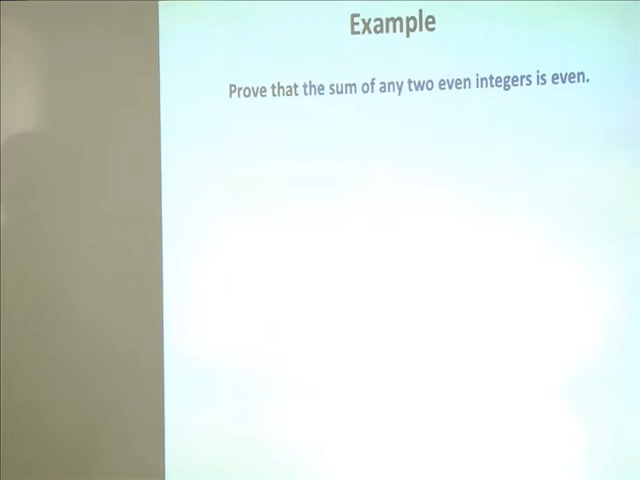 Example
Prove that the sum of any two even integers is even.